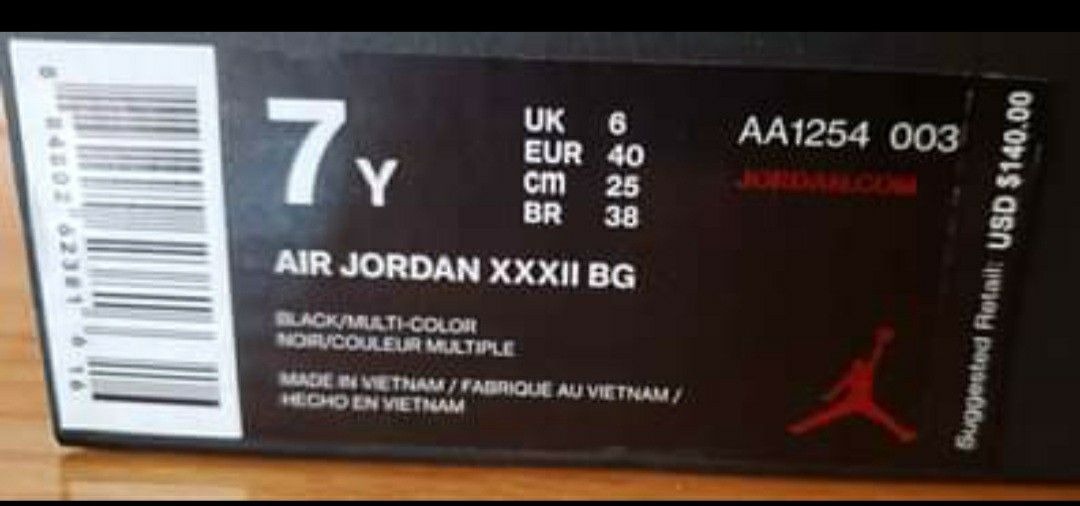 7 Y
UK 6
EUR 40
cm 25
BR 38
AA1254 003
JORDAN.COM
AIR JORDAN XXXII BG
BLACK/MULTI-COLOR
NOIR/COULEUR MULTIPLE
MADE IN VIETNAM / FABRIQUE AU VIETNAM /
HECHO EN VIETNAM
Suggested Retail: USD $140.00